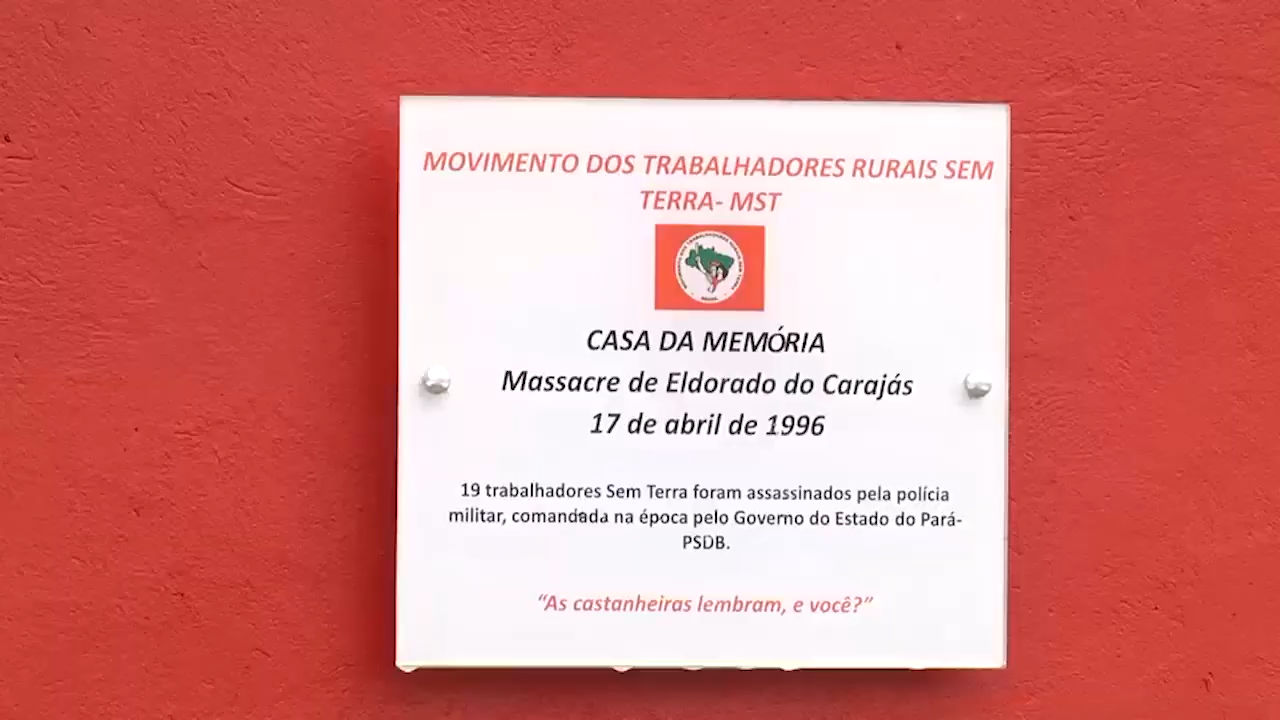 MOVIMENTO DOS TRABALHADORES RURAIS SEM
TERRA- MST
CASA DA MEMÓRIA
Massacre de Eldorado do Carajás
17 de abril de 1996
19 trabalhadores Sem Terra foram assassinados pela polícia
militar, comandada na época pelo Governo do Estado do Pará-
PSDB.
“As castanheiras lembram, e você?”